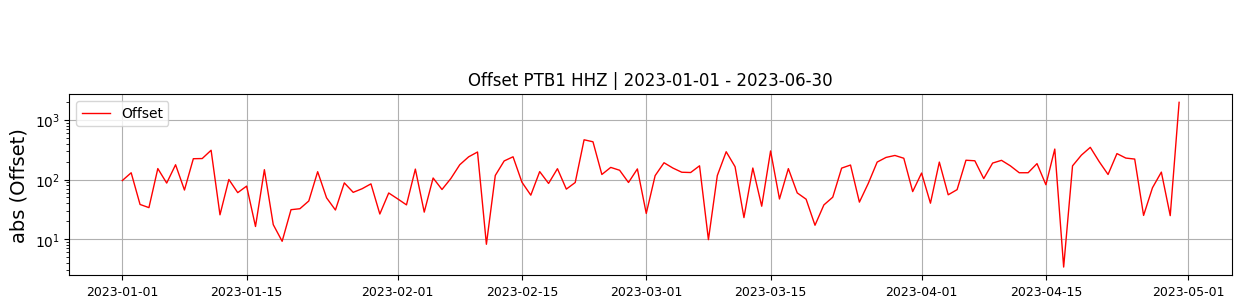 Offset PTB1 HHZ | 2023-01-01 - 2023-06-30
abs (Offset)
Offset
10³
10²
10¹
2023-01-01 2023-01-15 2023-02-01 2023-02-15 2023-03-01 2023-03-15 2023-04-01 2023-04-15 2023-05-01